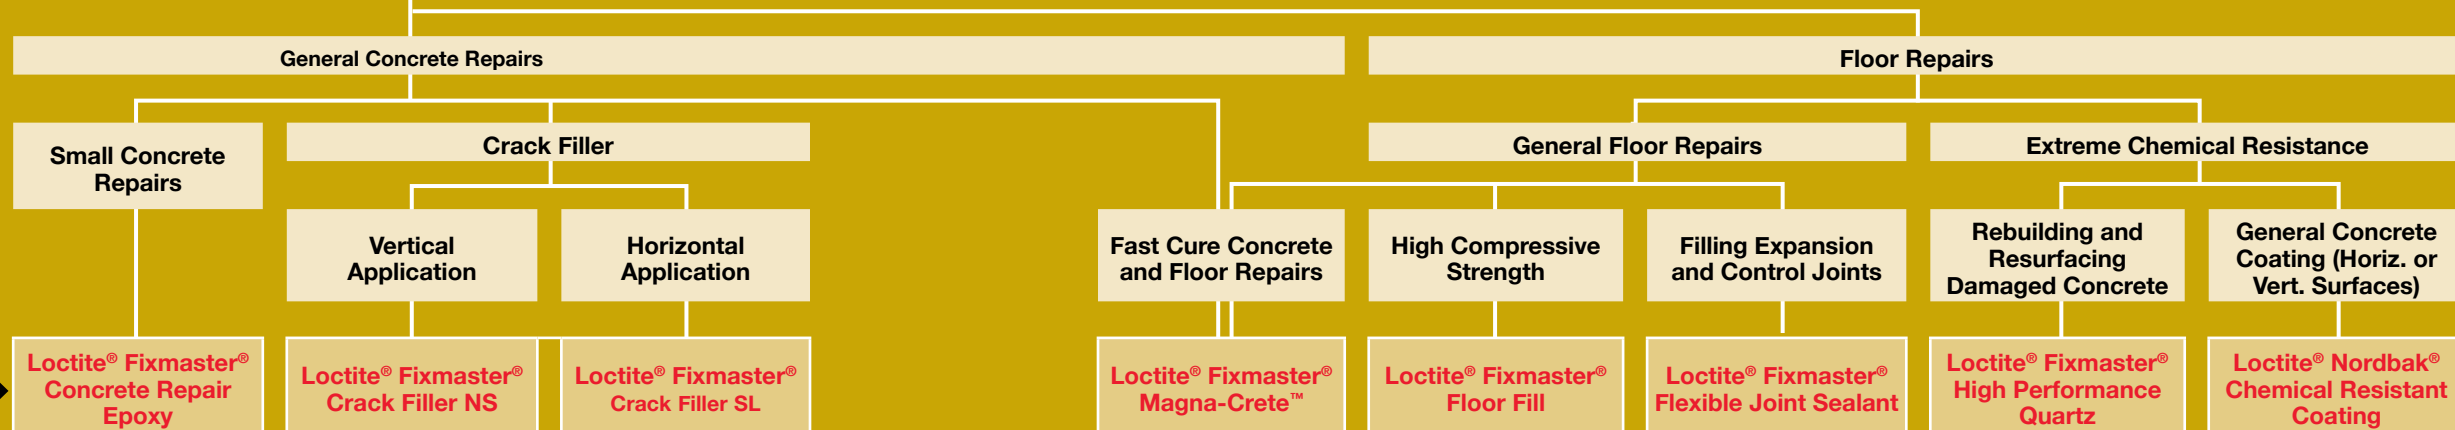 General Concrete Repairs
Floor Repairs
Small Concrete
Repairs
Crack Filler
General Floor Repairs
Extreme Chemical Resistance
Vertical
Application
Horizontal
Application
Fast Cure Concrete
and Floor Repairs
High Compressive
Strength
Filling Expansion
and Control Joints
Rebuilding and
Resurfacing
Damaged Concrete
General Concrete
Coating (Horiz. or
Vert. Surfaces)
Loctite® Fixmaster®
Concrete Repair
Epoxy
Loctite® Fixmaster®
Crack Filler NS
Loctite® Fixmaster®
Crack Filler SL
Loctite® Fixmaster®
Magna-Crete™
Loctite® Fixmaster®
Floor Fill
Loctite® Fixmaster®
Flexible Joint Sealant
Loctite® Fixmaster®
High Performance
Quartz
Loctite® Nordbak®
Chemical Resistant
Coating